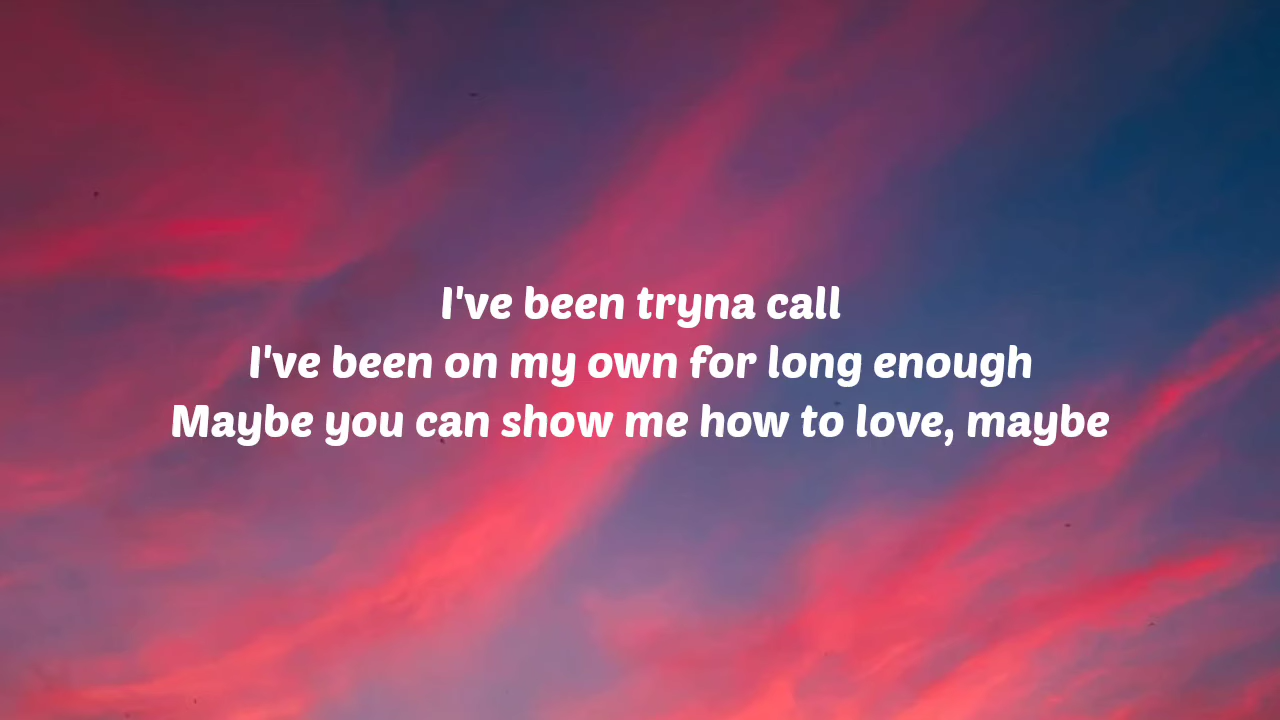 I've been tryna call
I've been on my own for long enough
Maybe you can show me how to love, maybe